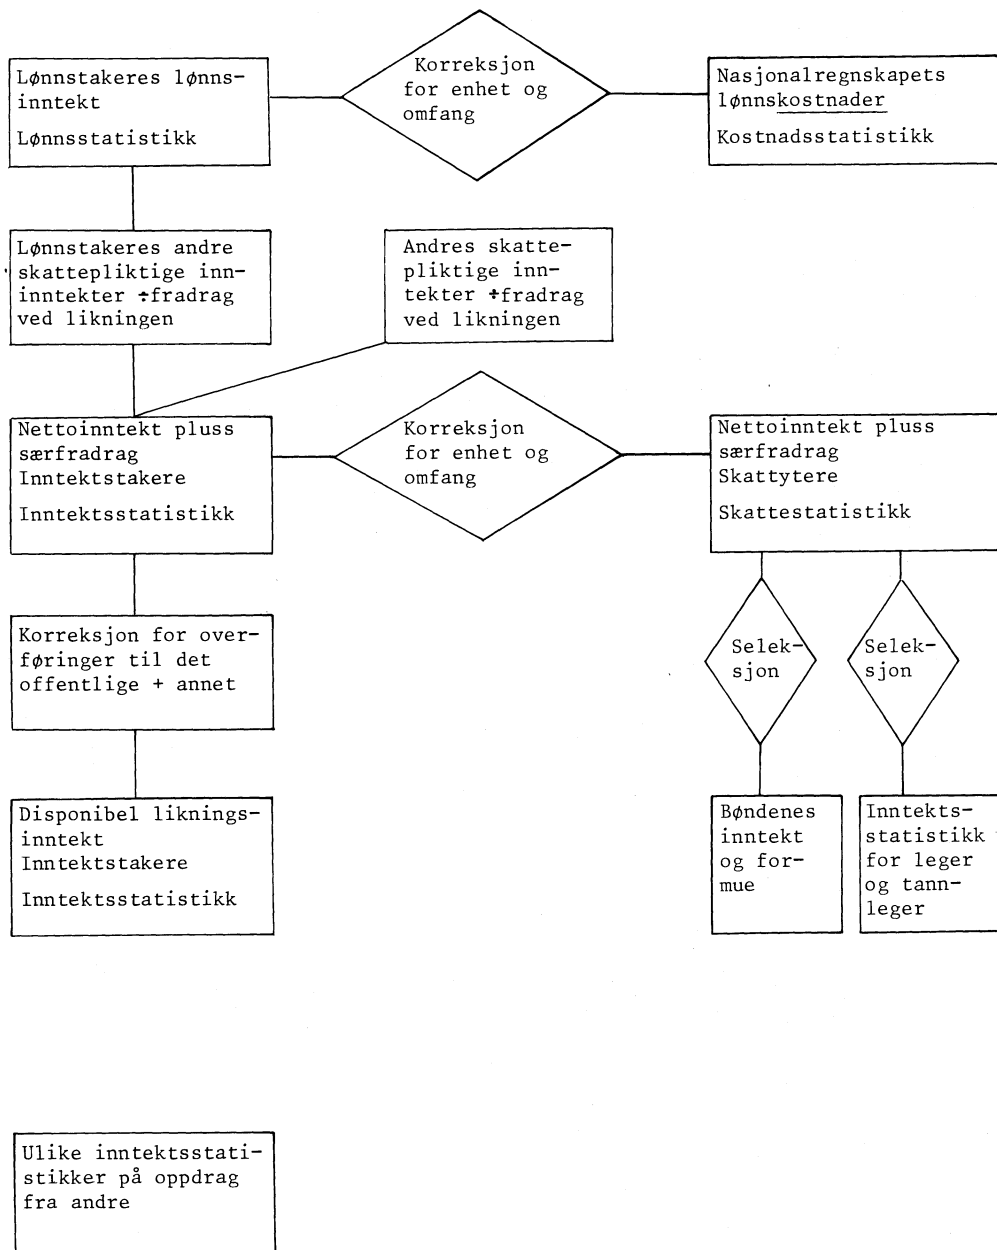 Lønnstakeres lønns-
inntekt
Lønnsstatistikk
Korreksjon
for enhet og
omfang
Nasjonalregnskapets
lønnskostnader
Kostnadsstatistikk
Lønnstakeres andre
skattepliktige inn-
inntekter ÷fradrag
ved likningen
Andres skatte-
pliktige inn-
tekter ÷fradrag
ved likningen
Nettoinntekt pluss
særfradrag
Inntektstakere
Inntektsstatistikk
Korreksjon
for enhet og
omfang
Nettoinntekt pluss
særfradrag
Skattytere
Skattestatistikk
Korreksjon for over-
føringer til det
offentlige + annet
Selek-
sjon
Selek-
sjon
Disponibel liknings-
inntekt
Inntektstakere
Inntektsstatistikk
Bøndenes
inntekt
og for-
mue
Inntekts-
statistikk
for leger
og tann-
leger
Ulike inntektsstati-
stikker på oppdrag
fra andre